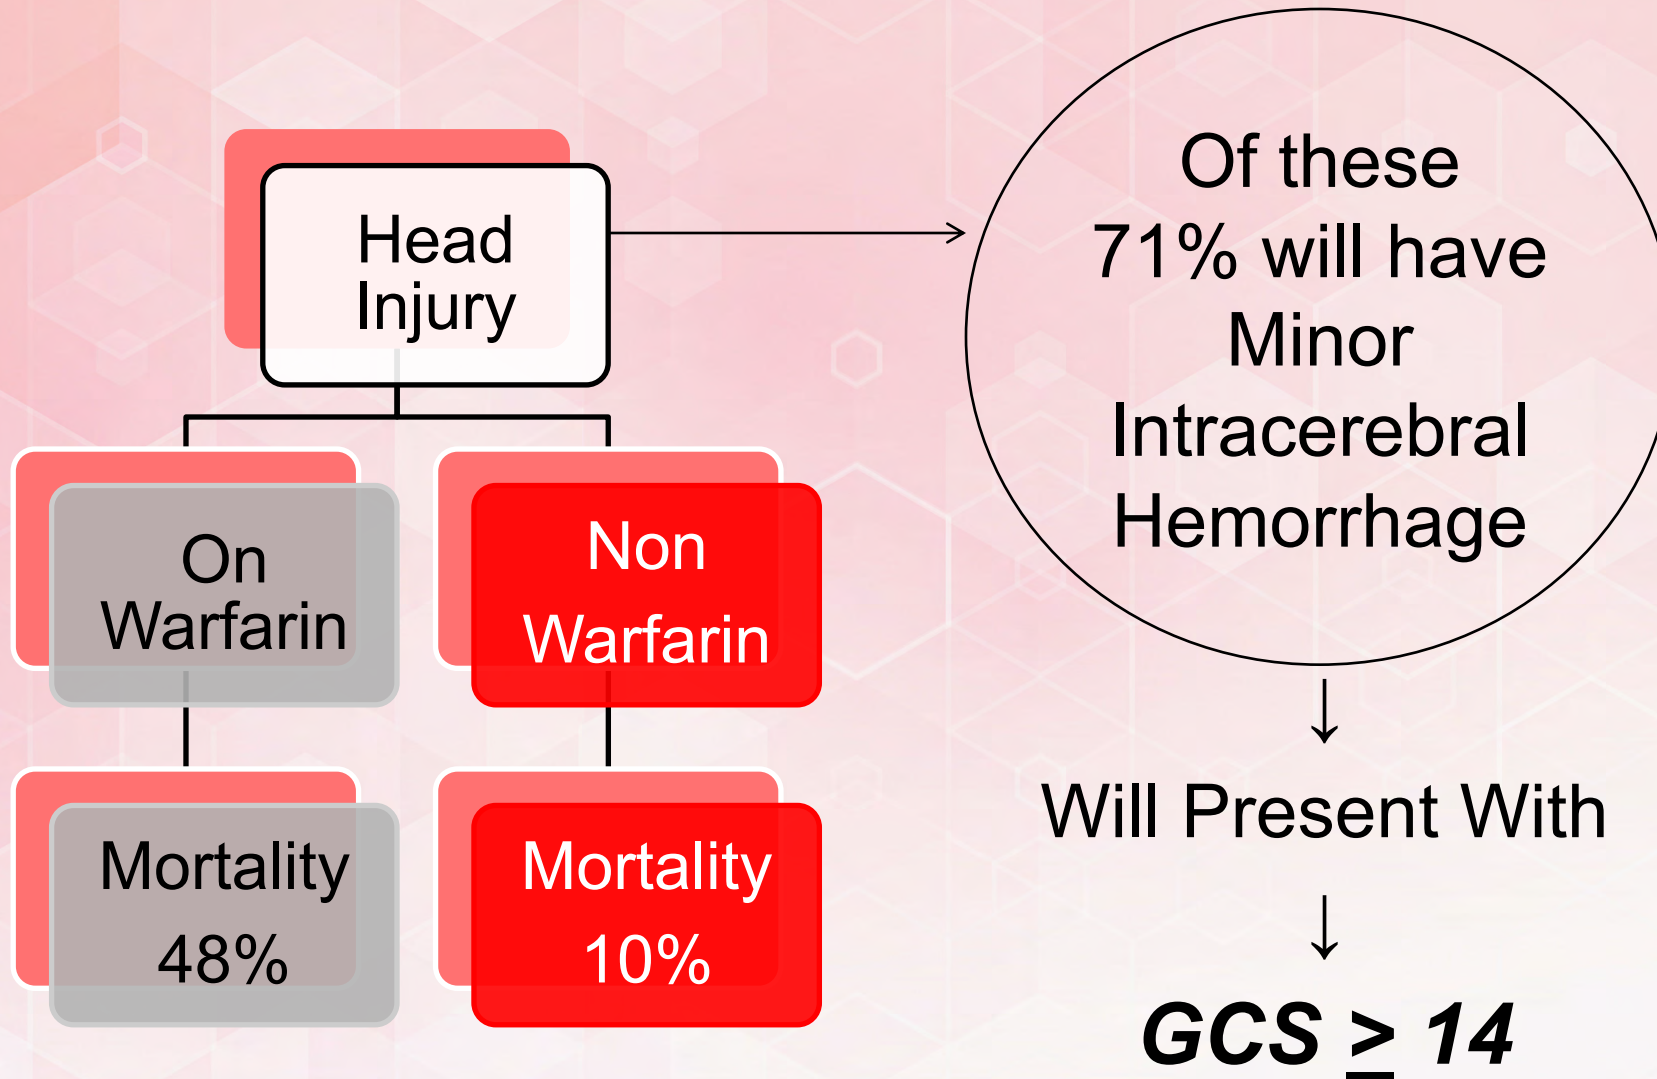 Head
Injury
On
Warfarin
Mortality
48%
Non
Warfarin
Mortality
10%
Of these
71% will have
Minor
Intracerebral
Hemorrhage
↓
Will Present With
↓
GCS ≥ 14